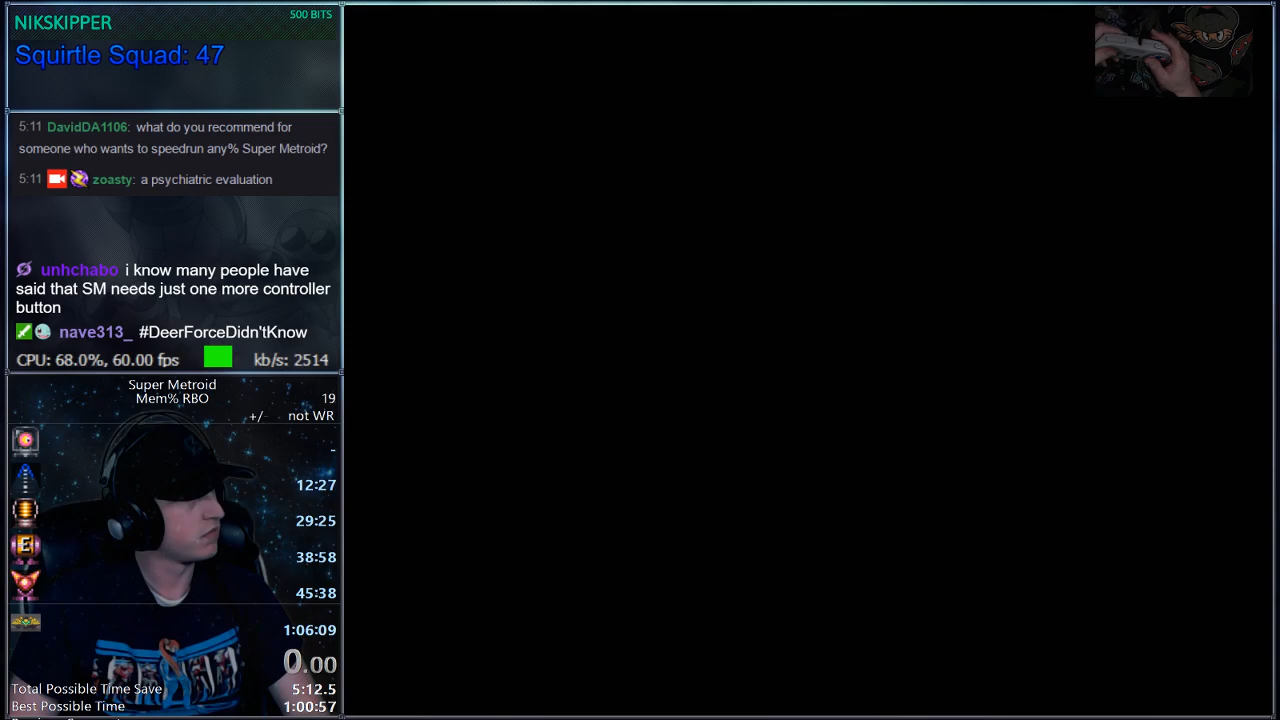 NIKSKIPPER
500 BITS
Squirtle Squad: 47
5:11 DavidDA1106: what do you recommend for
someone who wants to speedrun any% Super Metroid?
5:11 zoasty: a psychiatric evaluation
unhchabo i know many people have
said that SM needs just one more controller
button
nave313_ #DeerForceDidn'tKnow
CPU: 68.0%, 60.00 fps kb/s: 2514
Super Metroid
Mem% RBO 19
+/- not WR
-
12:27
29:25
38:58
E
45:38
1:06:09
0.00
Total Possible Time Save 5:12.5
Best Possible Time 1:00:57